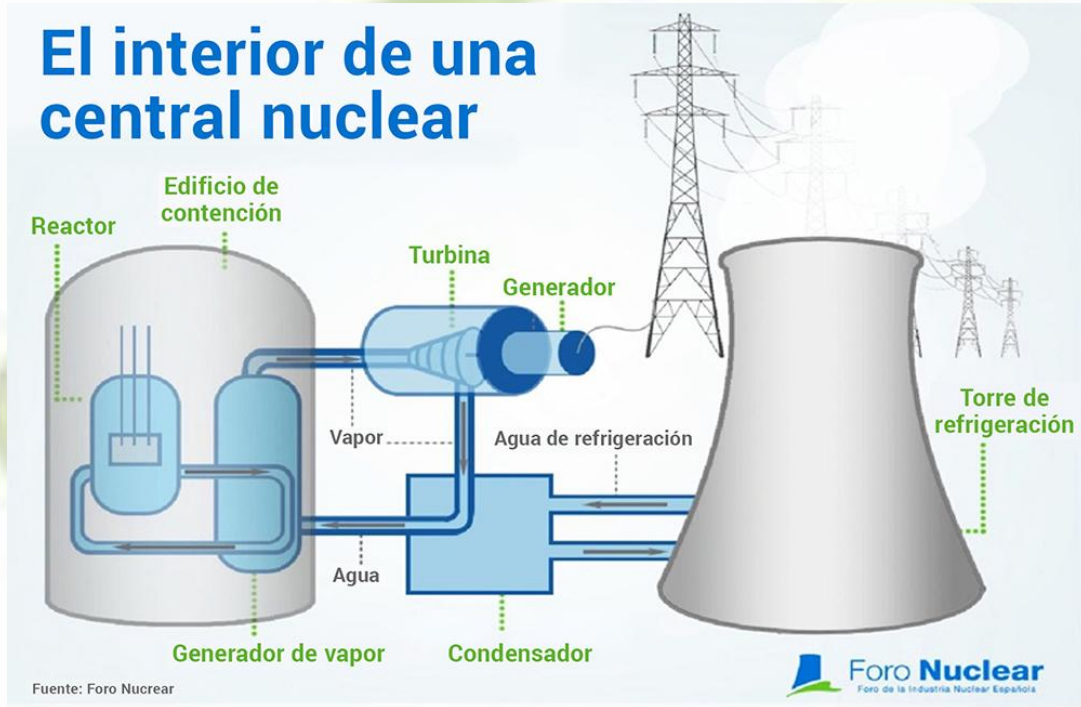 El interior de una
central nuclear
Edificio de
contención
Reactor
Turbina
Generador
Torre de
refrigeración
Vapor
Agua de refrigeración
Agua
Generador de vapor
Condensador
Fuente: Foro Nucrear
Foro Nuclear
Foro de la Industria Nuclear Española